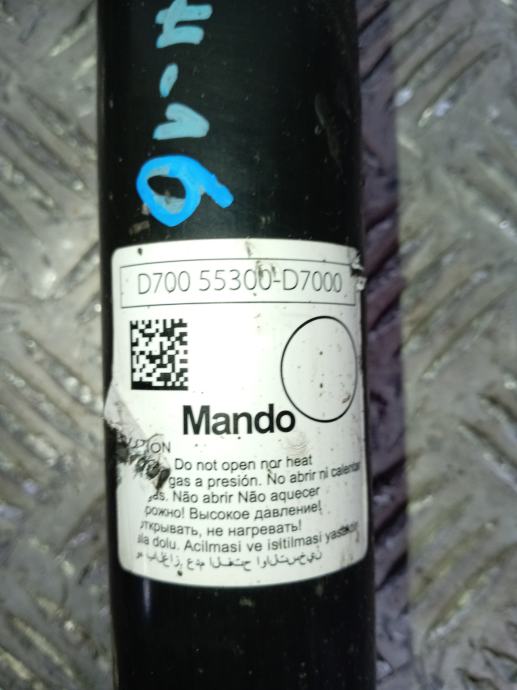 D700 55300-D7000
Mando
Do not open nor heat
gas a presión. No abrir ni calentar
Não abrir Não aquecer
Высокое давление!
открывать, не нагревать!
dolu. Acilmasi ve isitilmasi